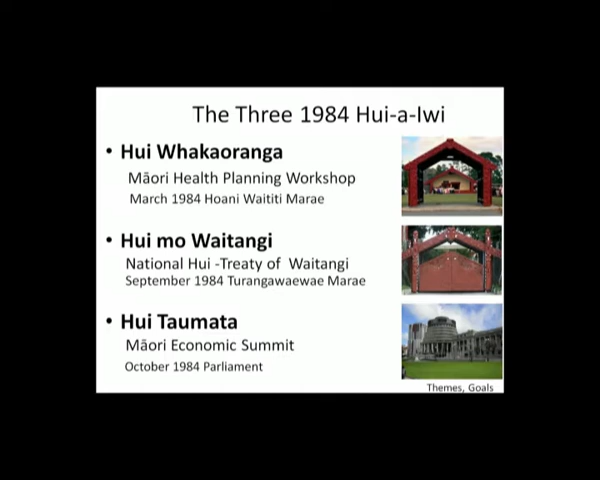 The Three 1984 Hui-a-Iwi
• Hui Whakaoranga
Māori Health Planning Workshop
March 1984 Hoani Waititi Marae
• Hui mo Waitangi
National Hui -Treaty of Waitangi
September 1984 Turangawaewae Marae
• Hui Taumata
Māori Economic Summit
October 1984 Parliament
Themes, Goals